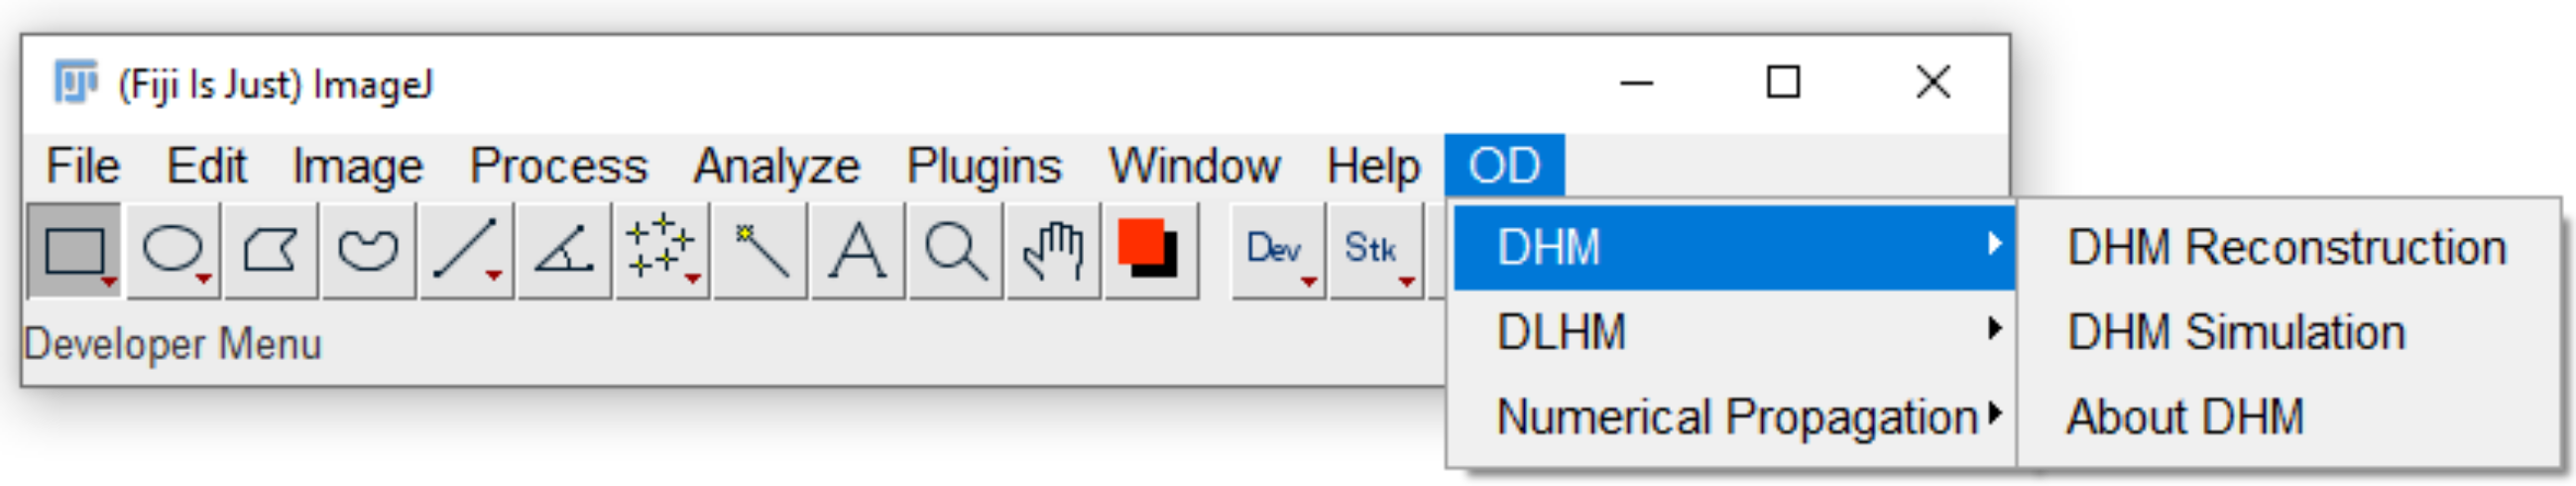 (Fiji Is Just) ImageJ
File Edit Image Process Analyze Plugins Window Help OD
A Dev Stk
DHM
DLHM
Numerical Propagation
DHM Reconstruction
DHM Simulation
About DHM
Developer Menu